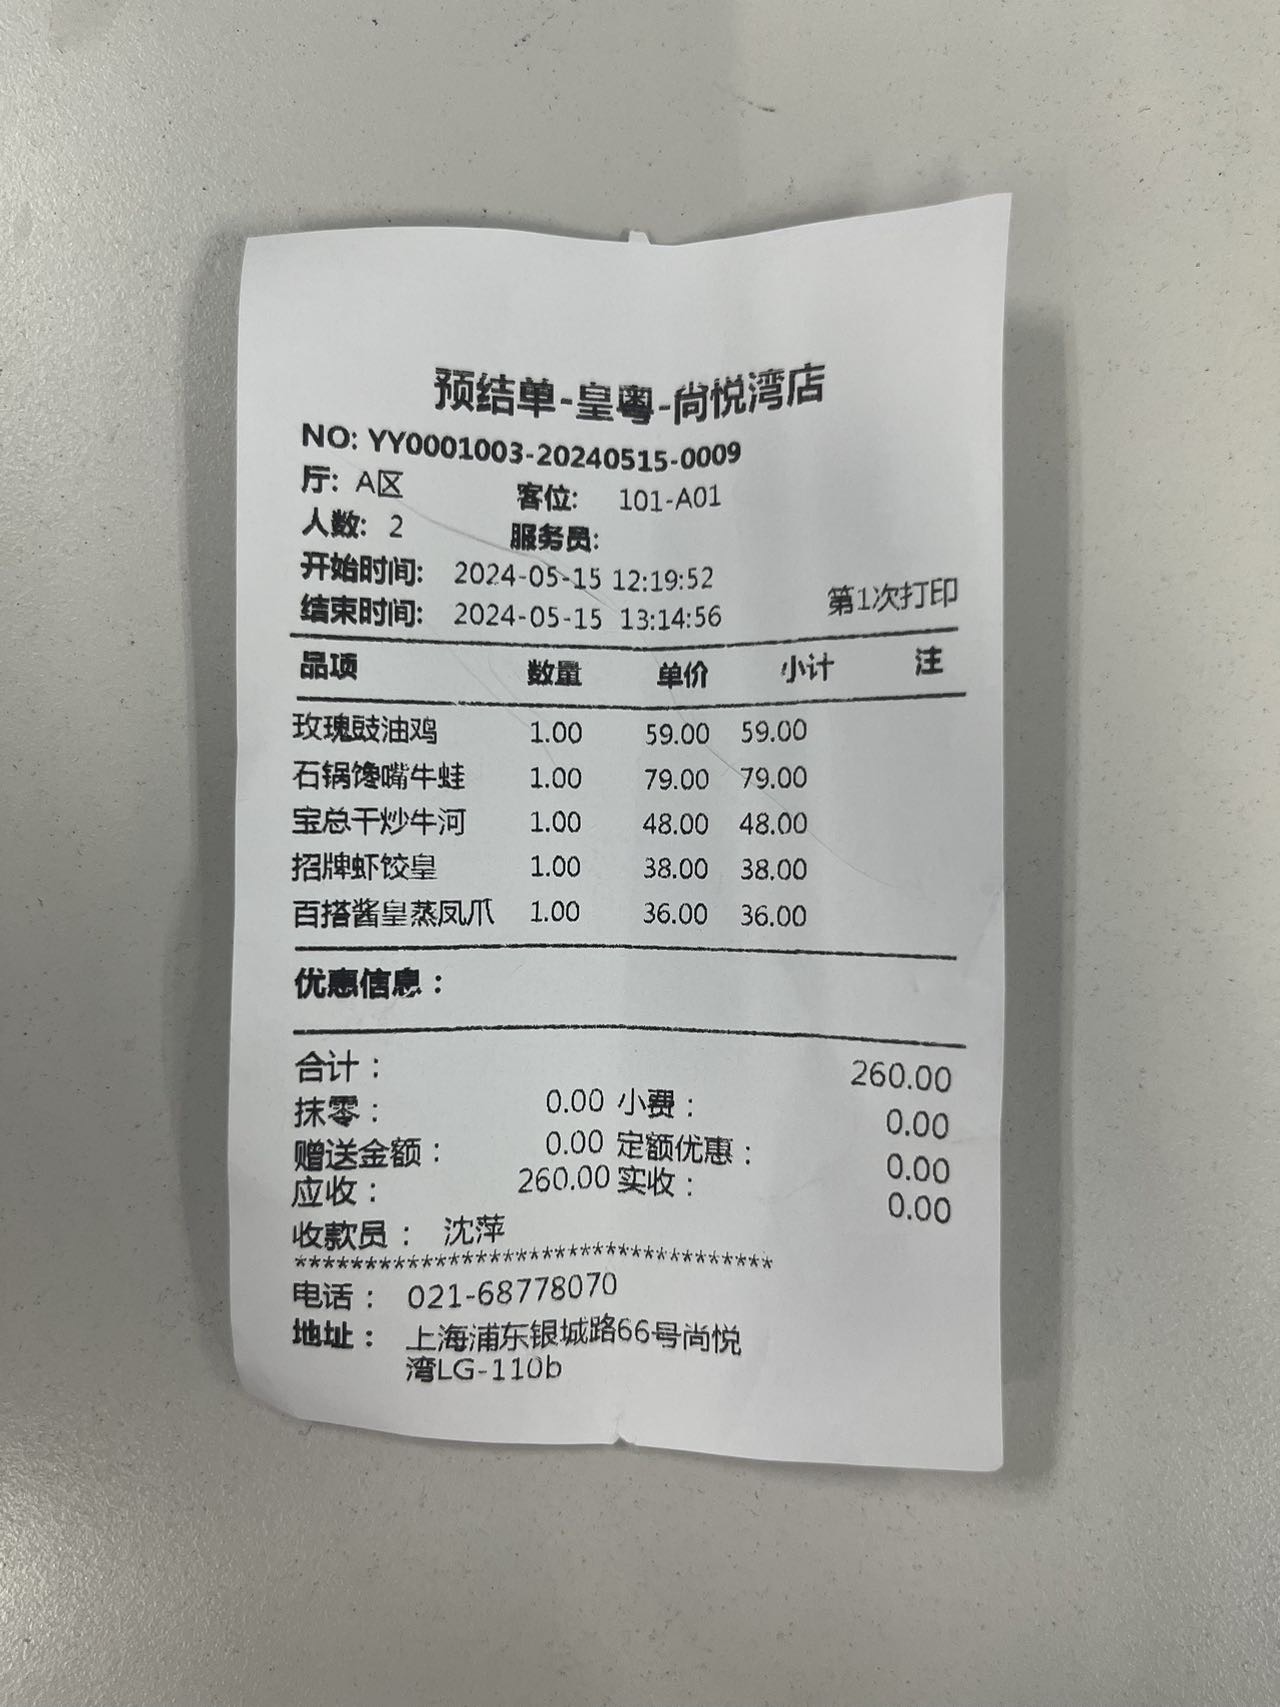 预结单-皇粤-尚悦湾店
NO: YY0001003-20240515-0009
厅: A区 客位: 101-A01
人数: 2 服务员:
开始时间: 2024-05-15 12:19:52
结束时间: 2024-05-15 13:14:56 第1次打印
品项 数量 单价 小计 注
玫瑰鼓油鸡 1.00 59.00 59.00
石锅馋嘴牛蛙 1.00 79.00 79.00
宝总干炒牛河 1.00 48.00 48.00
招牌虾饺皇 1.00 38.00 38.00
百搭酱皇蒸凤爪 1.00 36.00 36.00
优惠信息：
合计： 260.00
抹零： 0.00 小费： 0.00
赠送金额： 0.00 定额优惠： 0.00
应收： 260.00 实收： 0.00
收款员： 沈萍
**********************************
电话： 021-68778070
地址： 上海浦东银城路66号尚悦
湾LG-110b